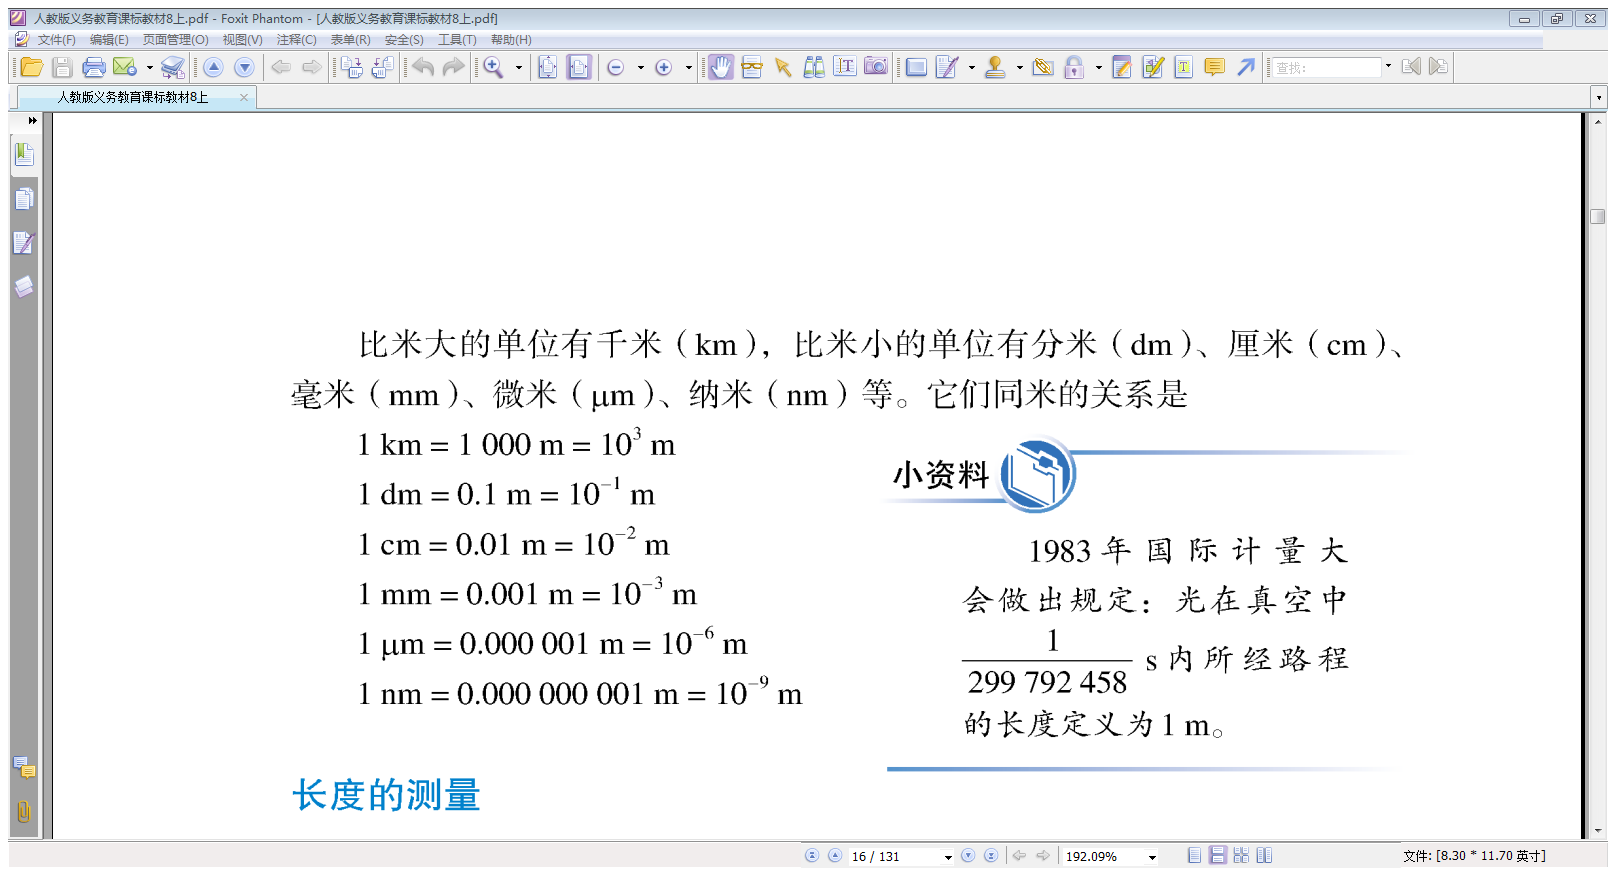 人教版义务教育课标教材8上.pdf - Foxit Phantom - [人教版义务教育课标教材8上.pdf]
文件(F) 编辑(E) 页面管理(O) 视图(V) 注释(C) 表单(R) 安全(S) 工具(T) 帮助(H)
查找:
人教版义务教育课标教材8上
比米大的单位有千米（km），比米小的单位有分米（dm）、厘米（cm）、
毫米（mm）、微米（μm）、纳米（nm）等。它们同米的关系是
1 km = 1 000 m = 10³ m
1 dm = 0.1 m = 10⁻¹ m
1 cm = 0.01 m = 10⁻² m
1 mm = 0.001 m = 10⁻³ m
1 μm = 0.000 001 m = 10⁻⁶ m
1 nm = 0.000 000 001 m = 10⁻⁹ m
小资料
1983 年国际计量大
会做出规定：光在真空中
1
299 792 458
s 内所经路程
的长度定义为 1 m。
长度的测量
16 / 131
192.09%
文件: [8.30 * 11.70 英寸]